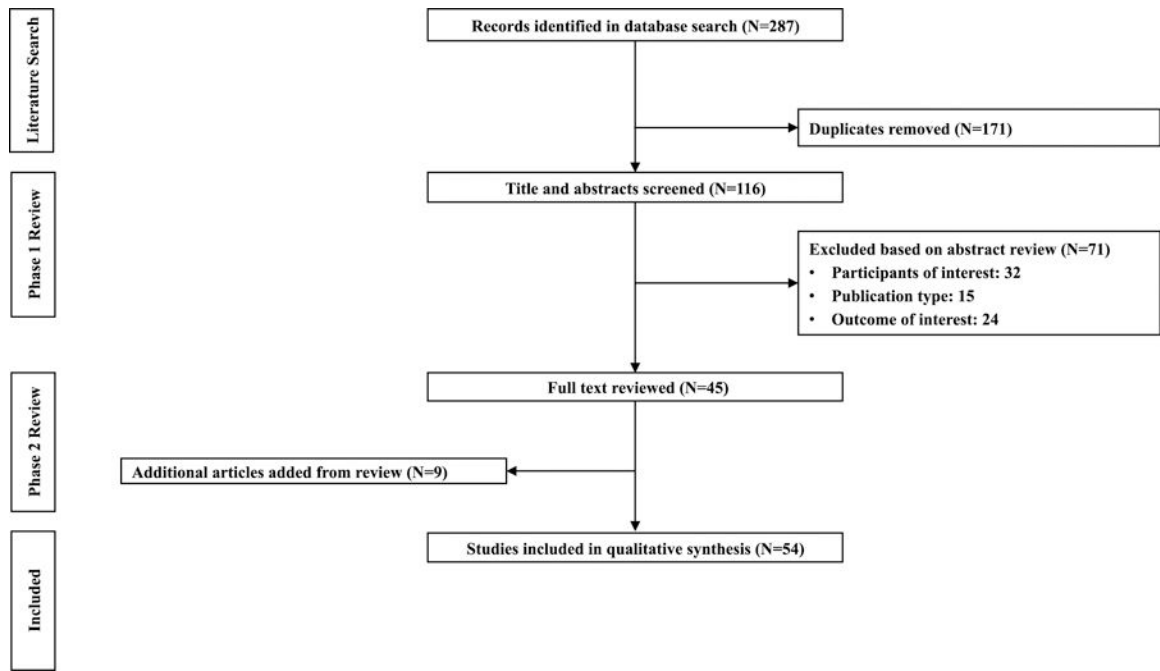 Literature Search
Records identified in database search (N=287)
Duplicates removed (N=171)
Phase 1 Review
Title and abstracts screened (N=116)
Excluded based on abstract review (N=71)
• Participants of interest: 32
• Publication type: 15
• Outcome of interest: 24
Phase 2 Review
Full text reviewed (N=45)
Additional articles added from review (N=9)
Included
Studies included in qualitative synthesis (N=54)